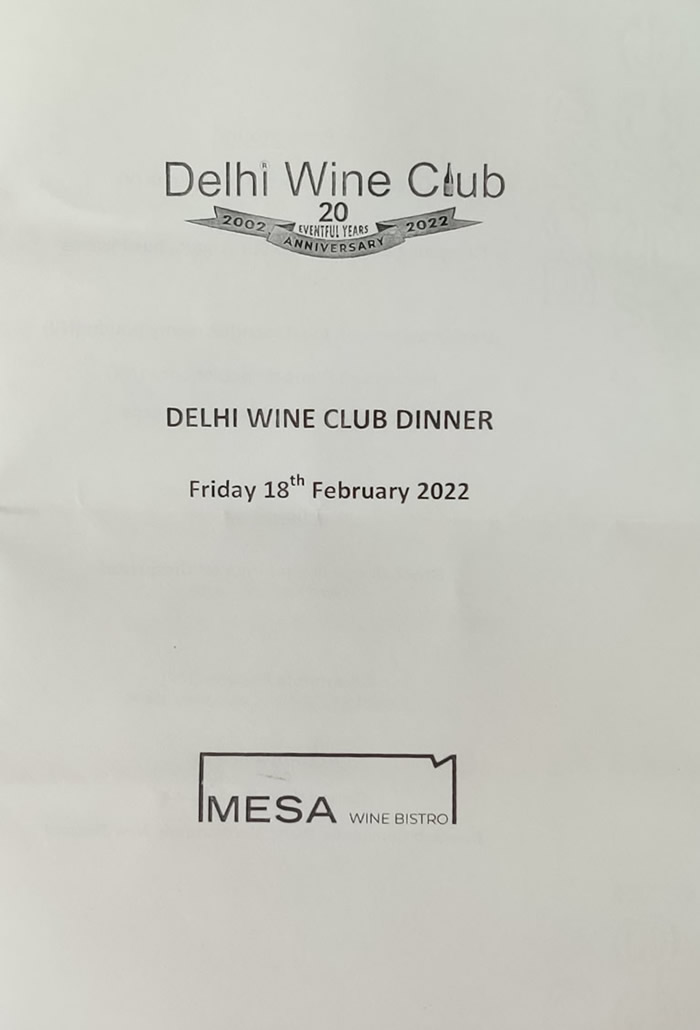 Delhi Wine Club
20
2002 EVENTFUL YEARS 2022
ANNIVERSARY
DELHI WINE CLUB DINNER
Friday 18th February 2022
MESA WINE BISTRO